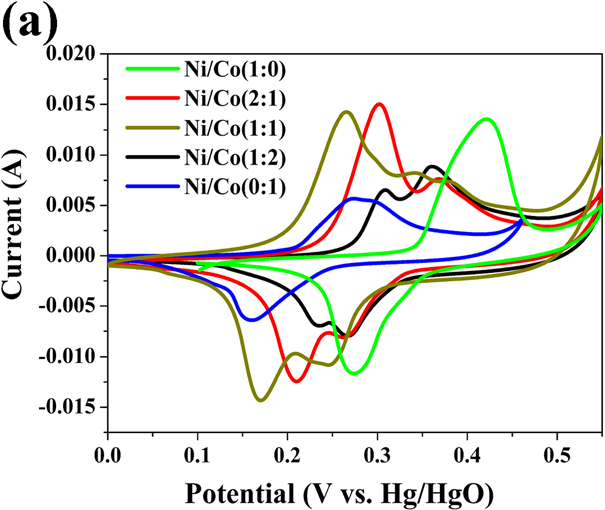 (a)
0.020
0.015
0.010
0.005
0.000
-0.005
-0.010
-0.015
Current (A)
Ni/Co(1:0)
Ni/Co(2:1)
Ni/Co(1:1)
Ni/Co(1:2)
Ni/Co(0:1)
0.0 0.1 0.2 0.3 0.4 0.5
Potential (V vs. Hg/HgO)